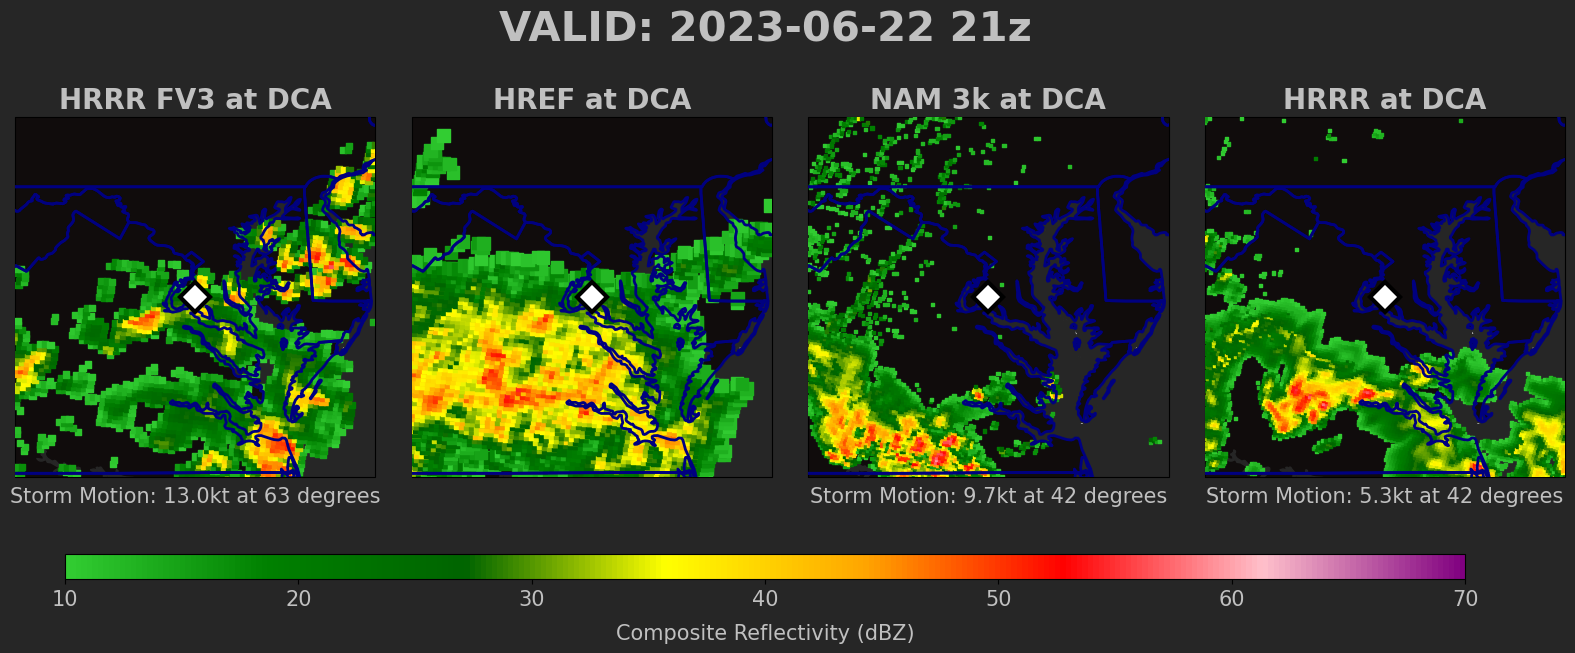 VALID: 2023-06-22 21z
HRRR FV3 at DCA
HREF at DCA
NAM 3k at DCA
HRRR at DCA
Storm Motion: 13.0kt at 63 degrees
Storm Motion: 9.7kt at 42 degrees
Storm Motion: 5.3kt at 42 degrees
10 20 30 40 50 60 70
Composite Reflectivity (dBZ)